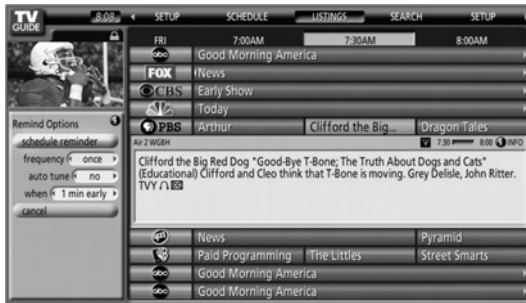 TV GUIDE 8:08 SETUP SCHEDULE LISTINGS SEARCH SETUP
FRI 7:00AM 7:30AM 8:00AM
abc Good Morning America
FOX News
CBS Early Show
Today
PBS Arthur Clifford the Big... Dragon Tales
Remind Options
schedule reminder
frequency once
auto tune no
when 1 min early
cancel
Air 2 WGBH V 7:30 8:00 INFO
Clifford the Big Red Dog "Good-Bye T-Bone; The Truth About Dogs and Cats"
(Educational) Clifford and Cleo think that T-Bone is moving. Grey Delisle, John Ritter.
TVY
News Pyramid
Paid Programming The Littles Street Smarts
abc Good Morning America
abc Good Morning America